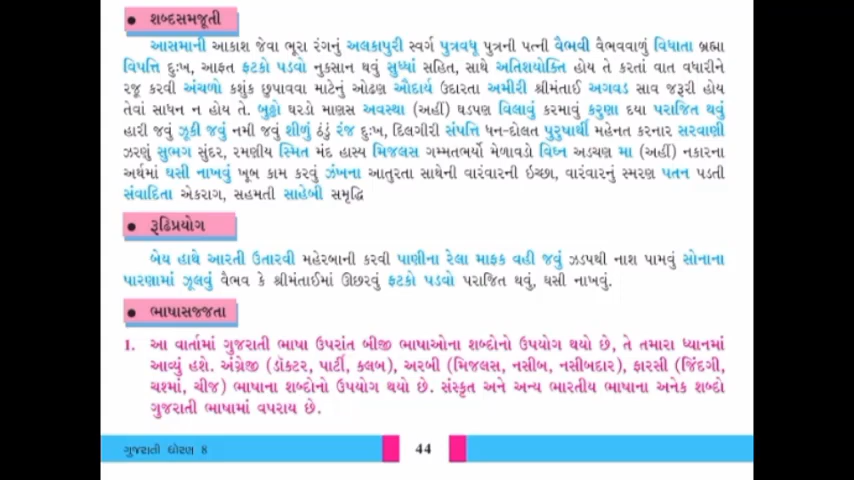 ● શબ્દસમજૂતી
આસમાની આકાશ જેવા ભૂરા રંગનું અલકાપુરી સ્વર્ગ પુત્રવધૂ પુત્રની પત્ની વૈભવી વૈભવવાળું વિધાતા બ્રહ્મા
વિપત્તિ દુઃખ, આફત ફટકો પડવો નુકસાન થવું સુધ્ધાં સહિત, સાથે અતિશયોક્તિ હોય તે કરતાં વાત વધારીને
રજૂ કરવી અંચળો કશુંક છુપાવવા માટેનું ઓઢણ ઔદાર્ય ઉદારતા અમીરી શ્રીમંતાઈ અગવડ સાવ જરૂરી હોય
તેવાં સાધન ન હોય તે. બુઢ્ઢો ઘરડો માણસ અવસ્થા (અહીં) ઘડપણ વિલાવું કરમાવું કરુણા દયા પરાજિત થવું
હારી જવું ઝૂકી જવું નમી જવું શીળું ઠંડું રંજ દુઃખ, દિલગીરી સંપત્તિ ધન-દોલત પુરુષાર્થી મહેનત કરનાર સરવાણી
ઝરણું સુભગ સુંદર, રમણીય સ્મિત મંદ હાસ્ય મિજલસ ગમ્મતભર્યો મેળાવડો વિઘ્ન અડચણ મા (અહીં) નકારના
અર્થમાં ઘસી નાખવું ખૂબ કામ કરવું ઝંખના આતુરતા સાથેની વારંવારની ઇચ્છા, વારંવારનું સ્મરણ પતન પડતી
સંવાદિતા એકરાગ, સહમતી સાહેબી સમૃદ્ધિ
● રૂઢિપ્રયોગ
બેય હાથે આરતી ઉતારવી મહેરબાની કરવી પાણીના રેલા માફક વહી જવું ઝડપથી નાશ પામવું સોનાના
પારણામાં ઝૂલવું વૈભવ કે શ્રીમંતાઈમાં ઊછરવું ફટકો પડવો પરાજિત થવું, ઘસી નાખવું.
● ભાષાસજ્જતા
1. આ વાર્તામાં ગુજરાતી ભાષા ઉપરાંત બીજી ભાષાઓના શબ્દોનો ઉપયોગ થયો છે, તે તમારા ધ્યાનમાં
આવ્યું હશે. અંગ્રેજી (ડૉક્ટર, પાર્ટી, ક્લબ), અરબી (મિજલસ, નસીબ, નસીબદાર), ફારસી (જિંદગી,
ચશ્માં, ચીજ) ભાષાના શબ્દોનો ઉપયોગ થયો છે. સંસ્કૃત અને અન્ય ભારતીય ભાષાના અનેક શબ્દો
ગુજરાતી ભાષામાં વપરાય છે.
ગુજરાતી ધોરણ 8
44